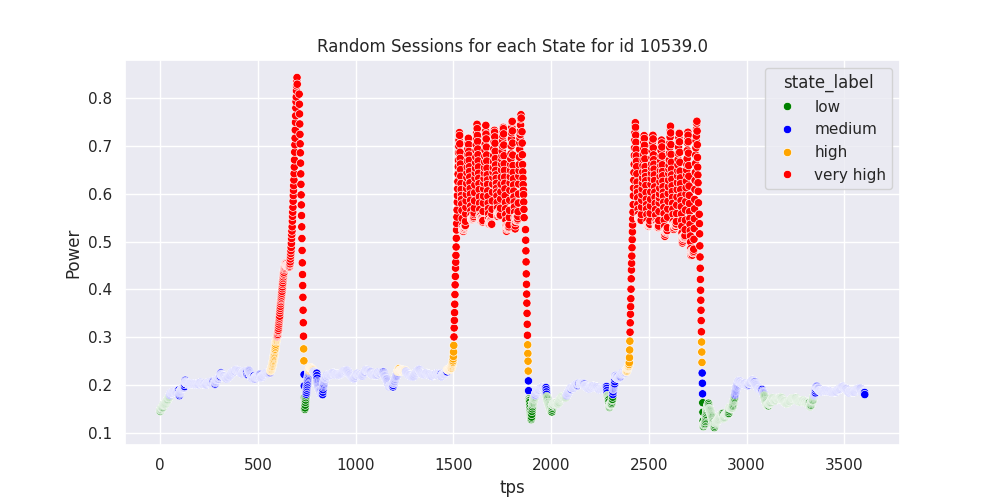 Random Sessions for each State for id 10539.0
state_label
low
medium
high
very high
Power
0.8
0.7
0.6
0.5
0.4
0.3
0.2
0.1
0 500 1000 1500 2000 2500 3000 3500
tps